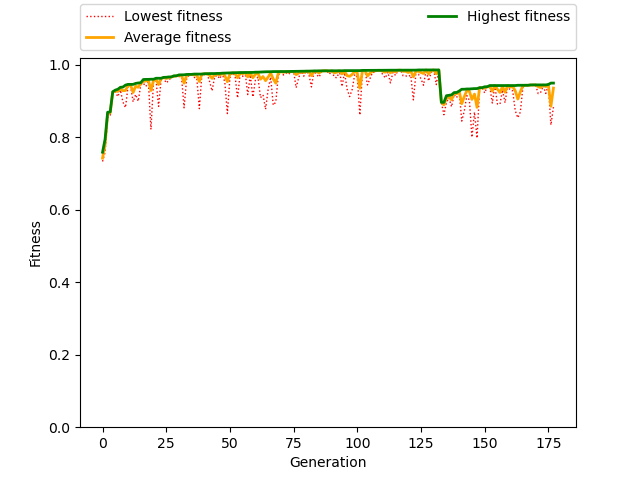 Lowest fitness
Average fitness
Highest fitness
1.0
0.8
0.6
0.4
0.2
0.0
Fitness
0 25 50 75 100 125 150 175
Generation